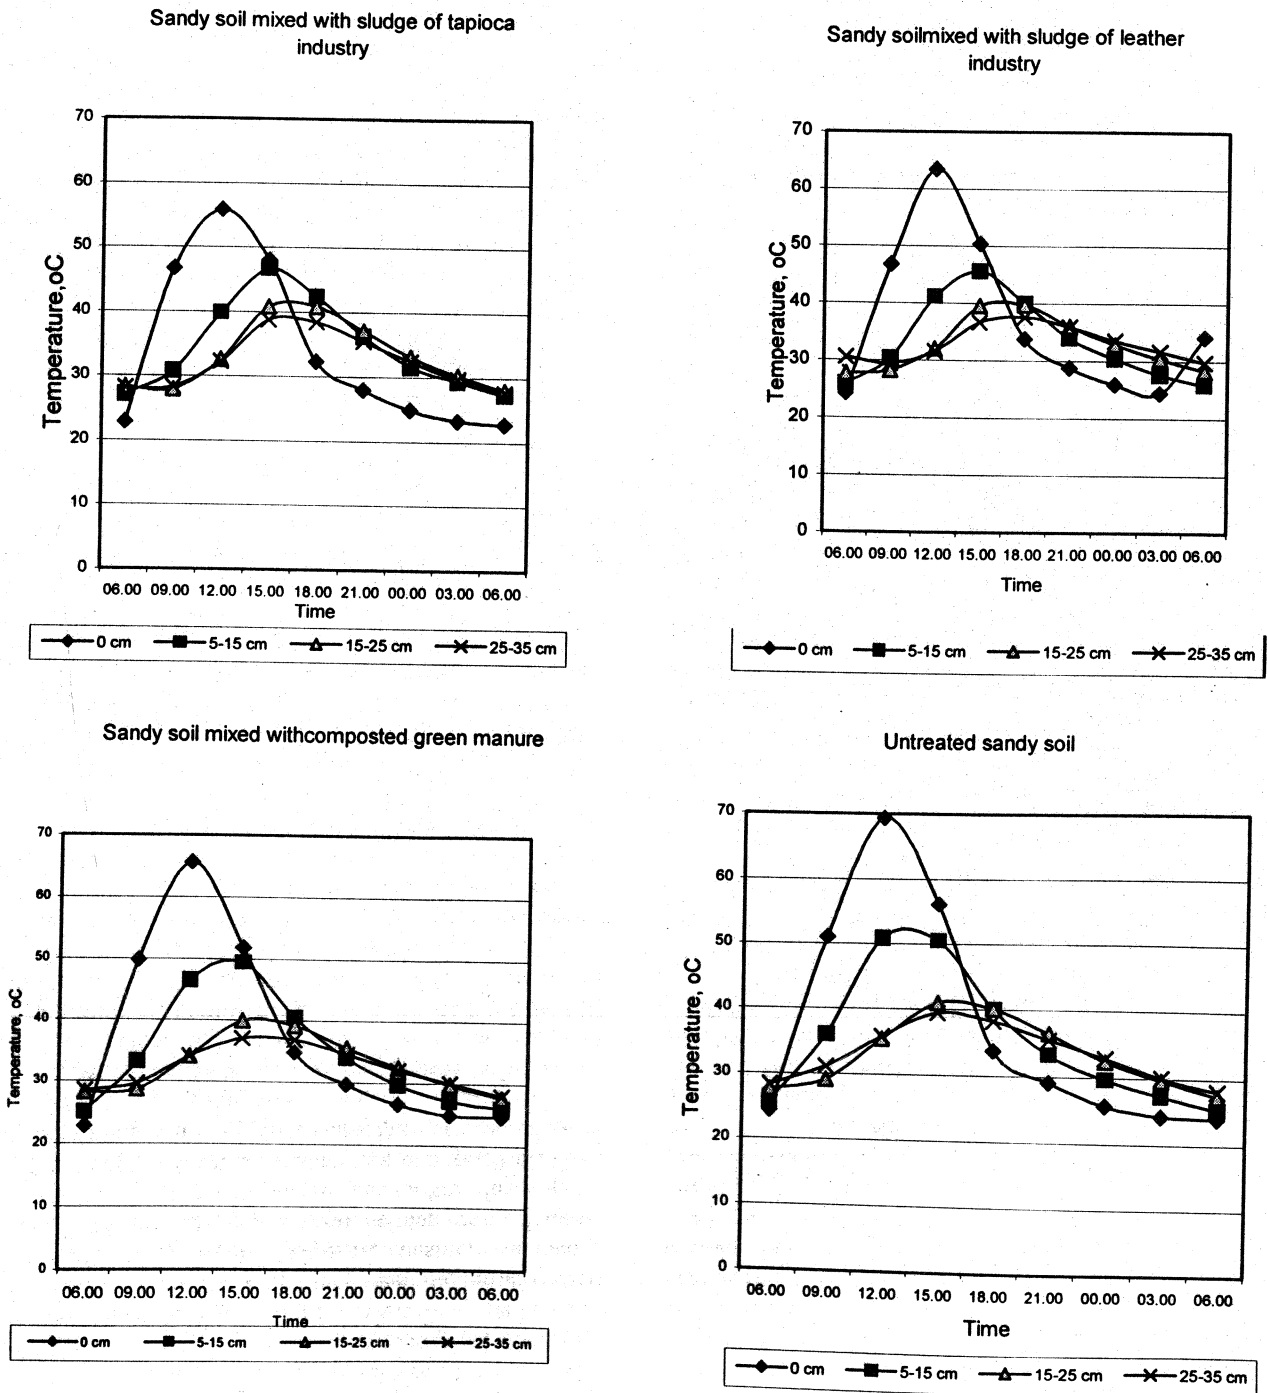 Sandy soil mixed with sludge of tapioca
industry
70
60
50
40
30
20
10
0
Temperature,oC
06.00 09.00 12.00 15.00 18.00 21.00 00.00 03.00 06.00
Time
0 cm 5-15 cm 15-25 cm 25-35 cm
Sandy soilmixed with sludge of leather
industry
70
60
50
40
30
20
10
0
Temperature, oC
06.00 09.00 12.00 15.00 18.00 21.00 00.00 03.00 06.00
Time
0 cm 5-15 cm 15-25 cm 25-35 cm
Sandy soil mixed withcomposted green manure
70
60
50
40
30
20
10
0
Temperature, oC
06.00 09.00 12.00 15.00 18.00 21.00 00.00 03.00 06.00
Time
0 cm 5-15 cm 15-25 cm 25-35 cm
Untreated sandy soil
70
60
50
40
30
20
10
0
Temperature, oC
06.00 09.00 12.00 15.00 18.00 21.00 00.00 03.00 06.00
Time
0 cm 5-15 cm 15-25 cm 25-35 cm